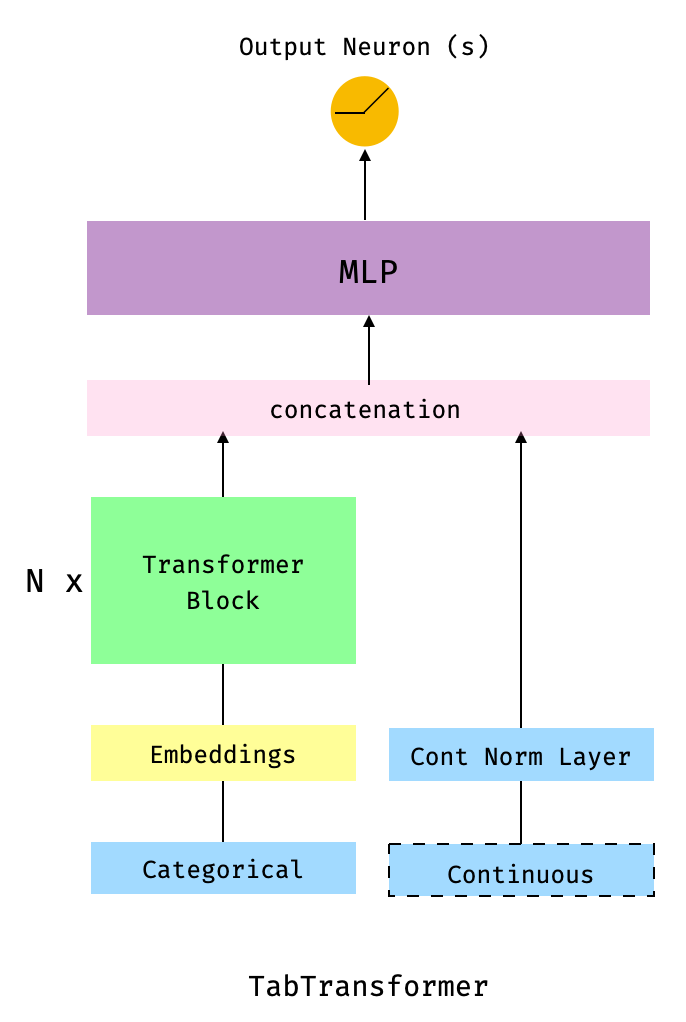 Output Neuron (s)
MLP
concatenation
Transformer
Block
N x
Embeddings
Cont Norm Layer
Categorical
Continuous
TabTransformer